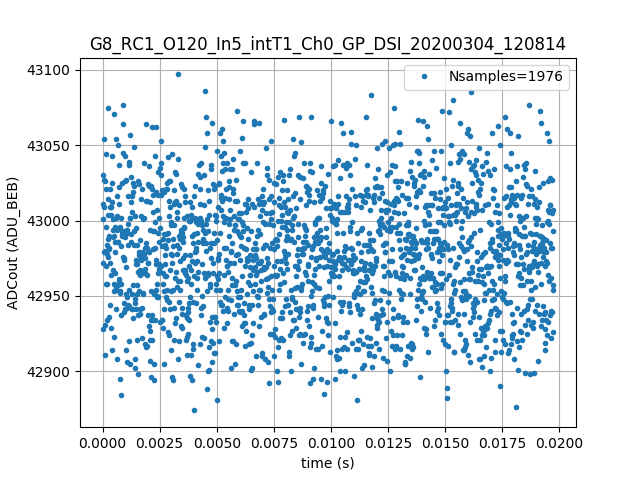 G8_RC1_O120_In5_intT1_Ch0_GP_DSI_20200304_120814
Nsamples=1976
ADCout (ADU_BEB)
43100
43050
43000
42950
42900
0.0000 0.0025 0.0050 0.0075 0.0100 0.0125 0.0150 0.0175 0.0200
time (s)